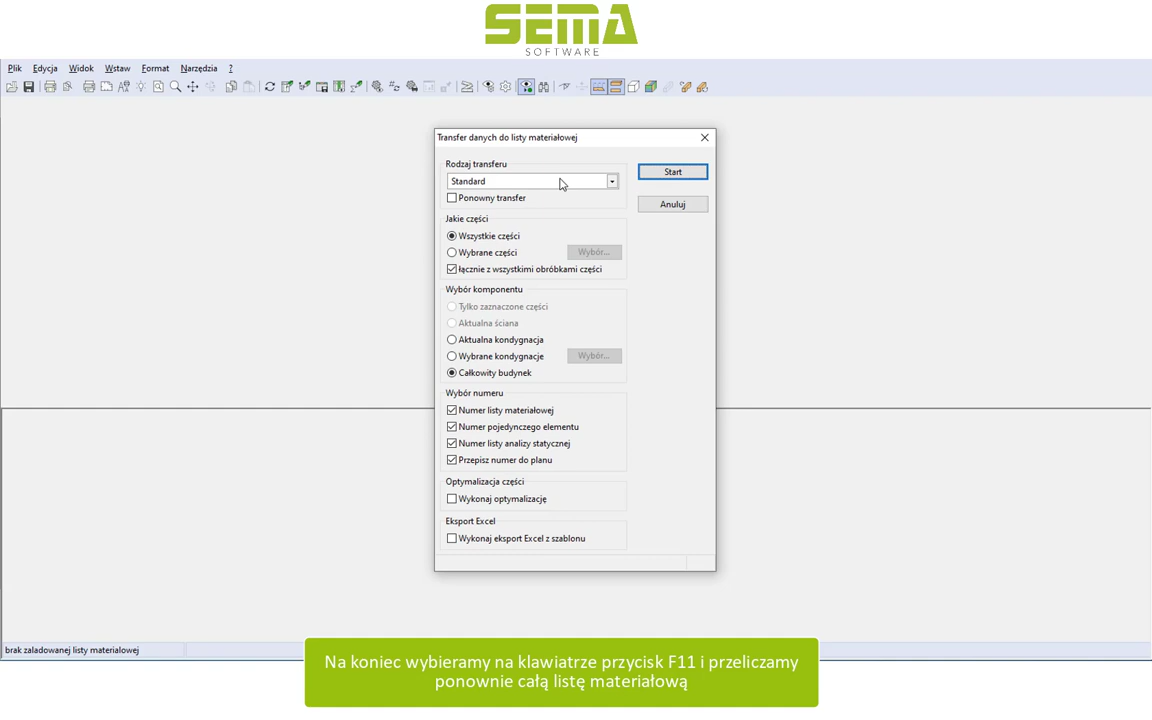 SEMA
SOFTWARE
Plik Edycja Widok Wstaw Format Narzędzia ?
Transfer danych do listy materiałowej
Rodzaj transferu
Standard
Start
Ponowny transfer
Anuluj
Jakie części
Wszystkie części
Wybrane części Wybór...
łącznie z wszystkimi obróbkami części
Wybór komponentu
Tylko zaznaczone części
Aktualna ściana
Aktualna kondygnacja
Wybrane kondygnacje Wybór...
Całkowity budynek
Wybór numeru
Numer listy materiałowej
Numer pojedynczego elementu
Numer listy analizy statycznej
Przepisz numer do planu
Optymalizacja części
Wykonaj optymalizację
Eksport Excel
Wykonaj eksport Excel z szablonu
brak zaladowanej listy materialowej
Na koniec wybieramy na klawiatrze przycisk F11 i przeliczamy
ponownie całą listę materiałową